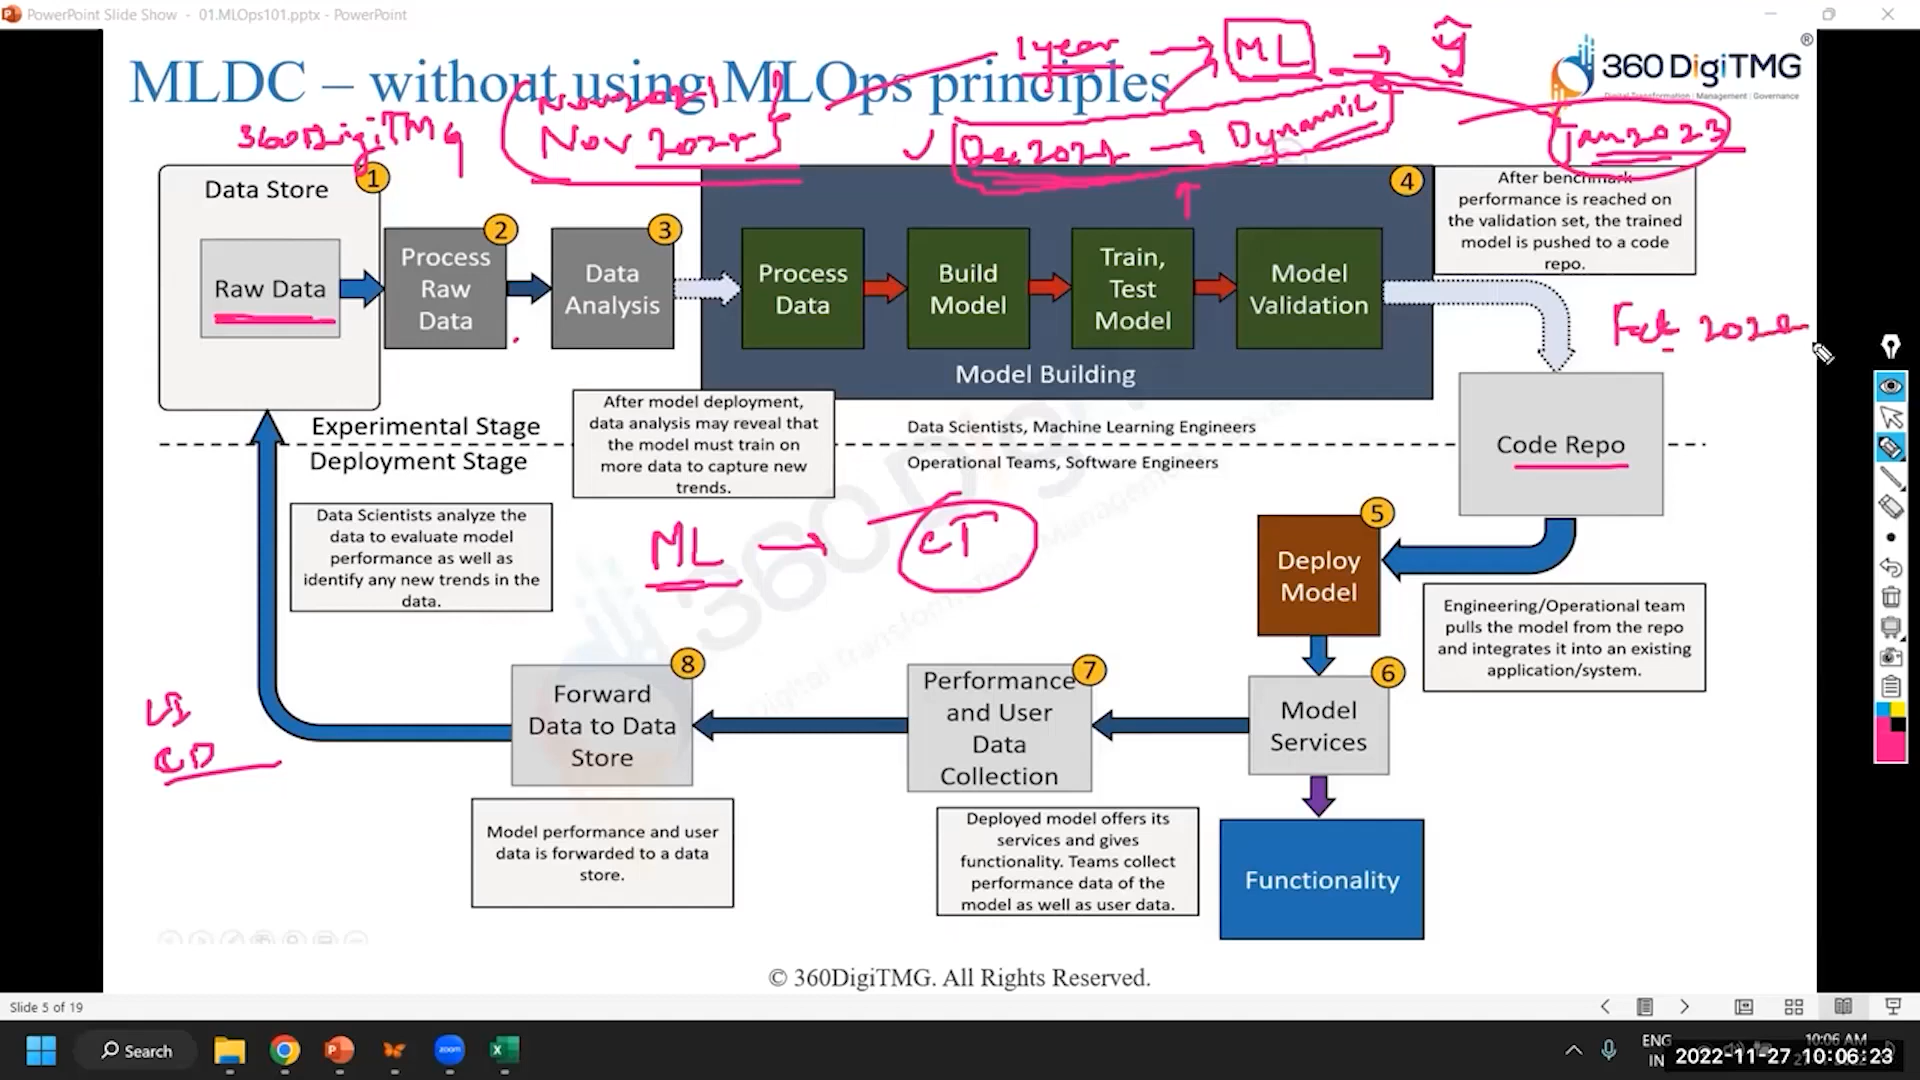 PowerPoint Slide Show - 01.MLOps101.pptx - PowerPoint
MLDC – without using MLOps principles
1 year → ML → ŷ
360DigiTMG
®
Nov 2021
Nov 2022
Dec 2022 → Dynamic
Jan 2023
360DigiTMG
Data Store
1
Raw Data
2
Process
Raw
Data
3
Data
Analysis
4
Process
Data
Build
Model
Train,
Test
Model
Model
Validation
Model Building
After benchmark
performance is reached on
the validation set, the trained
model is pushed to a code
repo.
Code Repo
Experimental Stage
Deployment Stage
After model deployment,
data analysis may reveal that
the model must train on
more data to capture new
trends.
Data Scientists, Machine Learning Engineers
Operational Teams, Software Engineers
Data Scientists analyze the
data to evaluate model
performance as well as
identify any new trends in the
data.
ML → CT
5
Deploy
Model
Engineering/Operational team
pulls the model from the repo
and integrates it into an existing
application/system.
CD
8
Forward
Data to Data
Store
7
Performance
and User
Data
Collection
6
Model
Services
Model performance and user
data is forwarded to a data
store.
Deployed model offers its
services and gives
functionality. Teams collect
performance data of the
model as well as user data.
Functionality
© 360DigiTMG. All Rights Reserved.
Slide 5 of 19
Search
zoom
ENG
IN
10:06 AM
2022-11-27 10:06:23